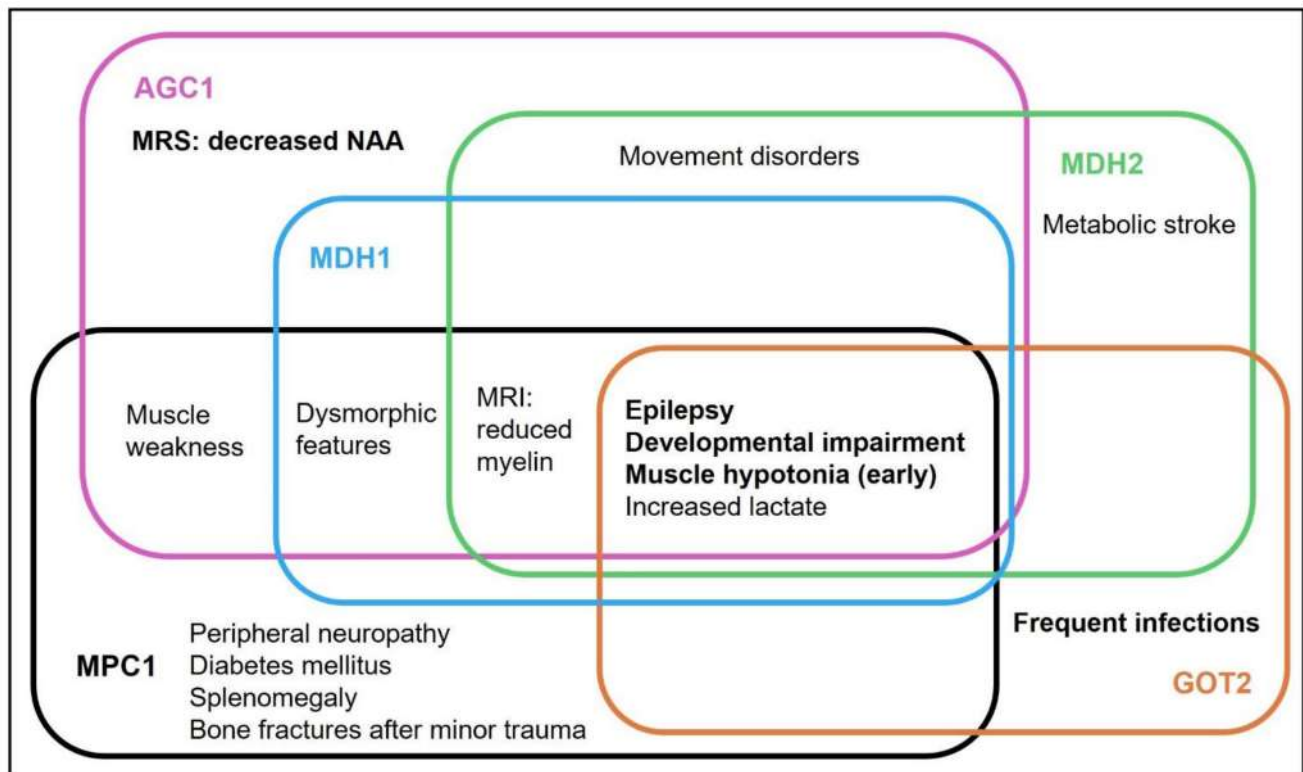 AGC1
MRS: decreased NAA
Movement disorders
MDH2
Metabolic stroke
MDH1
Muscle
weakness
Dysmorphic
features
MRI:
reduced
myelin
Epilepsy
Developmental impairment
Muscle hypotonia (early)
Increased lactate
Frequent infections
GOT2
MPC1
Peripheral neuropathy
Diabetes mellitus
Splenomegaly
Bone fractures after minor trauma